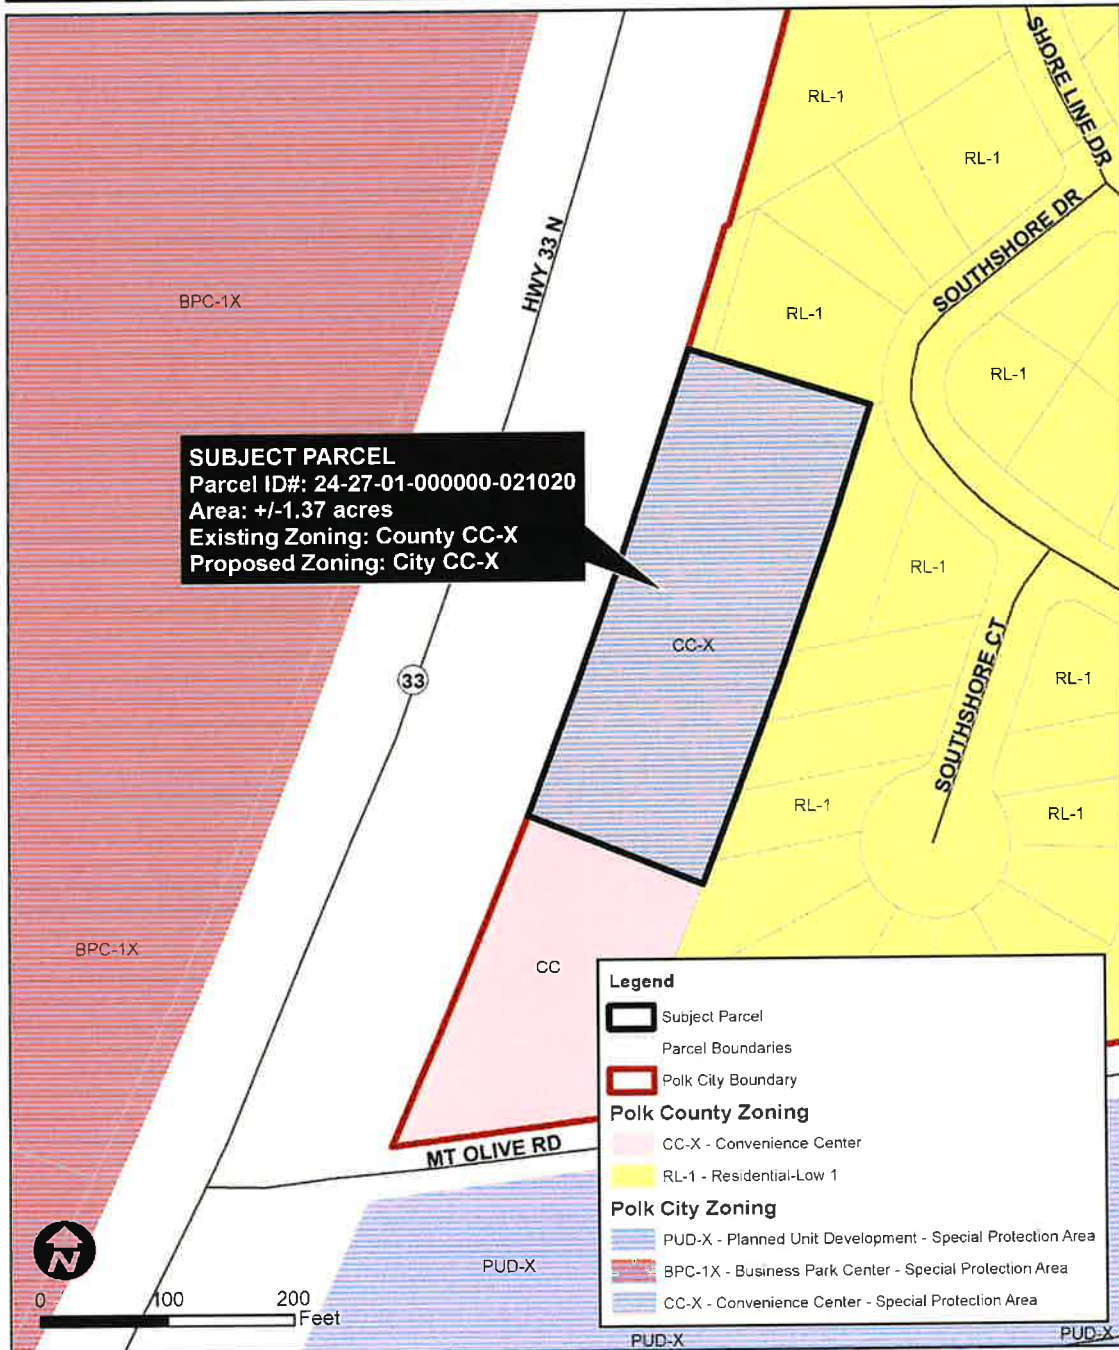 RL-1
SHORE LINE DR
RL-1
SOUTHSHORE DR
HWY 33 N
BPC-1X
RL-1
RL-1
SUBJECT PARCEL
Parcel ID#: 24-27-01-000000-021020
Area: +/-1.37 acres
Existing Zoning: County CC-X
Proposed Zoning: City CC-X
RL-1
CC-X
33
SOUTHSHORE CT
RL-1
RL-1
RL-1
BPC-1X
CC
MT OLIVE RD
PUD-X
PUD-X
PUD-X
Legend
Subject Parcel
Parcel Boundaries
Polk City Boundary
Polk County Zoning
CC-X - Convenience Center
RL-1 - Residential-Low 1
Polk City Zoning
PUD-X - Planned Unit Development - Special Protection Area
BPC-1X - Business Park Center - Special Protection Area
CC-X - Convenience Center - Special Protection Area
N
0 100 200
Feet